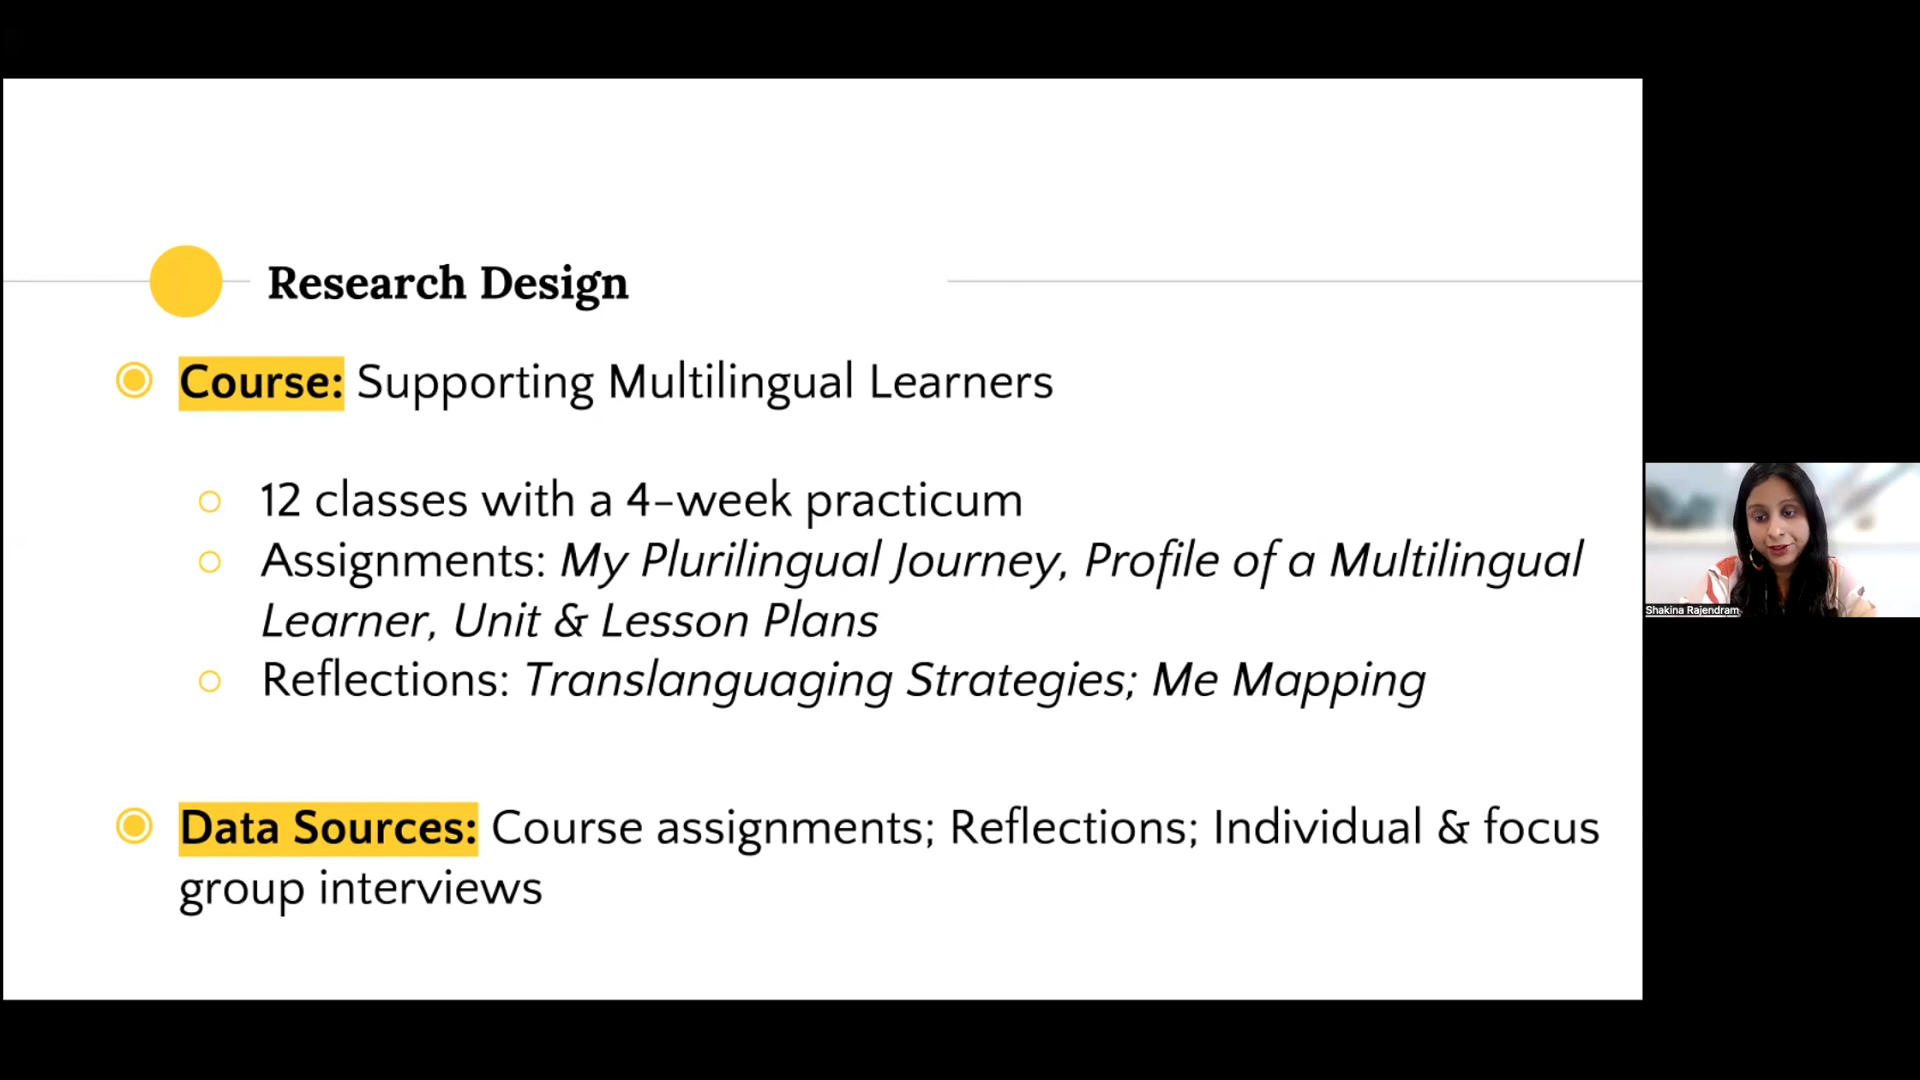 Research Design
Course: Supporting Multilingual Learners
12 classes with a 4-week practicum
Assignments: My Plurilingual Journey, Profile of a Multilingual
Learner, Unit & Lesson Plans
Reflections: Translanguaging Strategies; Me Mapping
Shakina Rajendram
Data Sources: Course assignments; Reflections; Individual & focus
group interviews